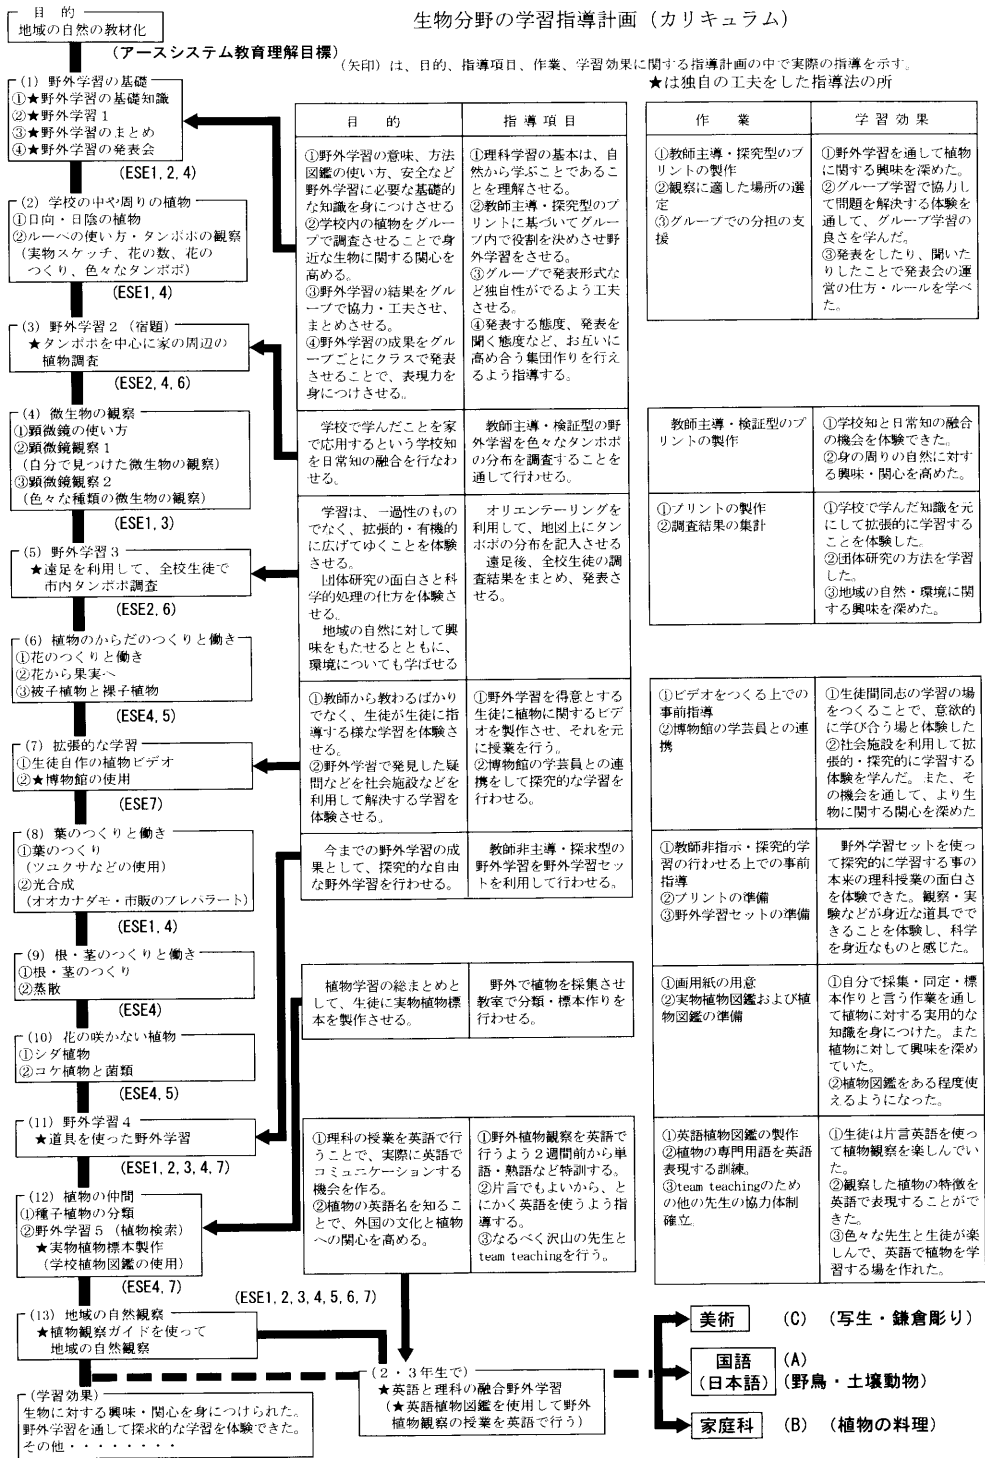 生物分野の学習指導計画（カリキュラム）
目　的
地域の自然の教材化
(アースシステム教育理解目標)
(矢印）は、目的、指導項目、作業、学習効果に関する指導計画の中で実際の指導を示す。
★は独自の工夫をした指導法の所
(1) 野外学習の基礎
①★野外学習の基礎知識
②★野外学習１
③★野外学習のまとめ
④★野外学習の発表会
(ESE1, 2, 4)
(2) 学校の中や周りの植物
①日向・日陰の植物
②ルーペの使い方・タンポポの観察
(実物スケッチ、花の数、花の
つくり、色々なタンポポ）
(ESE1, 4)
(3) 野外学習２（宿題）
★タンポポを中心に家の周辺の
植物調査
(ESE2, 4, 6)
(4) 微生物の観察
①顕微鏡の使い方
②顕微鏡観察１
(自分で見つけた微生物の観察）
③顕微鏡観察２
(色々な種類の微生物の観察）
(ESE1, 3)
(5) 野外学習３
★遠足を利用して、全校生徒で
市内タンポポ調査
(ESE2, 6)
(6) 植物のからだのつくりと働き
①花のつくりと働き
②花から果実へ
③被子植物と裸子植物
(ESE4, 5)
(7) 拡張的な学習
①生徒自作の植物ビデオ
②★博物館の使用
(ESE7)
(8) 葉のつくりと働き
①葉のつくり
(ツユクサなどの使用）
②光合成
(オオカナダモ・市販のプレパラート）
(ESE1, 4)
(9) 根・茎のつくりと働き
①根・茎のつくり
②蒸散
(ESE4)
(10) 花の咲かない植物
①シダ植物
②コケ植物と菌類
(ESE4, 5)
(11) 野外学習４
★道具を使った野外学習
(ESE1, 2, 3, 4, 7)
(12) 植物の仲間
①種子植物の分類
②野外学習５（植物検索）
★実物植物標本製作
(学校植物図鑑の使用）
(ESE4, 7)
(13) 地域の自然観察
★植物観察ガイドを使って
地域の自然観察
(学習効果）
生物に対する興味・関心を身につけられた。
野外学習を通して探求的な学習を体験できた。
その他・・・・・・・・
目　的
指導項目
①野外学習の意味、方法
図鑑の使い方、安全など
野外学習に必要な基礎的
な知識を身につけさせる
②学校内の植物をグルー
プで調査させることで身
近な生物に関する関心を
高める。
③野外学習の結果をグル
ープで協力・工夫させ、
まとめさせる。
④野外学習の成果をグル
ープごとにクラスで発表
させることで、表現力を
身につけさせる。
①理科学習の基本は、自
然から学ぶことであるこ
とを理解させる。
②教師主導・探究型のプ
リントに基づいてグルー
プ内で役割を決めさせ野
外学習をさせる。
③グループで発表形式な
ど独自性がでるよう工夫
させる。
④発表する態度、発表を
聞く態度など、お互いに
高め合う集団作りを行え
るよう指導する。
学校で学んだことを家
で応用するという学校知
を日常知の融合を行なわ
せる。
教師主導・検証型の野
外学習を色々なタンポポ
の分布を調査することを
通して行わせる。
学習は、一過性のもの
でなく、拡張的・有機的
に広げてゆくことを体験
させる。
団体研究の面白さと科
学的処理の仕方を体験さ
せる。
地域の自然に対して興
味をもたせるとともに、
環境についても学ばせる
オリエンテーリングを
利用して、地図上にタン
ポポの分布を記入させる
遠足後、全校生徒の調
査結果をまとめ、発表さ
せる。
①教師から教わるばかり
でなく、生徒が生徒に指
導する様な学習を体験さ
せる。
②野外学習で発見した疑
問などを社会施設などを
利用して解決する学習を
体験させる。
①野外学習を得意とする
生徒に植物に関するビデ
オを製作させ、それを元
に授業を行う。
②博物館の学芸員との連
携をして探究的な学習を
行わせる。
今までの野外学習の成
果として、探究的な自由
な野外学習を行わせる。
教師非主導・探求型の
野外学習を野外学習セッ
トを利用して行わせる。
植物学習の総まとめと
して、生徒に実物植物標
本を製作させる。
野外で植物を採集させ
教室で分類・標本作りを
行わせる。
①理科の授業を英語で行
うことで、実際に英語で
コミュニケーションする
機会を作る。
②植物の英語名を知るこ
とで、外国の文化と植物
への関心を高める。
①野外植物観察を英語で
行うよう２週間前から単
語・熟語など特訓する。
②片言でもよいから、と
にかく英語を使うよう指
導する。
③なるべく沢山の先生と
team teachingを行う。
作　業
学習効果
①教師主導・探究型のプ
リントの製作
②観察に適した場所の選
定
③グループでの分担の支
援
①野外学習を通して植物
に関する興味を深めた。
②グループ学習で協力し
て問題を解決する体験を
通して、グループ学習の
良さを学んだ。
③発表をしたり、聞いた
りしたことで発表会の運
営の仕方・ルールを学べ
た。
教師主導・検証型のプ
リントの製作
①学校知と日常知の融合
の機会を体験できた。
②身の周りの自然に対す
る興味・関心を高めた。
①プリントの製作
②調査結果の集計
①学校で学んだ知識を元
にして拡張的に学習する
ことを体験した。
②団体研究の方法を学習
した。
③地域の自然・環境に関
する興味を深めた。
①ビデオをつくる上での
事前指導
②博物館の学芸員との連
携
①生徒間同志の学習の場
をつくることで、意欲的
に学び合う場と体験した
②社会施設を利用して拡
張的・探究的に学習する
体験を学んだ。また、そ
の機会を通して、より生
物に関する関心を深めた
①教師非指示・探究的学
習の行わせる上での事前
指導
②プリントの準備
③野外学習セットの準備
野外学習セットを使っ
て探究的に学習する事の
本来の理科授業の面白さ
を体験できた。観察・実
験などが身近な道具でで
きることを体験し、科学
を身近なものと感じた。
①画用紙の用意
②実物植物図鑑および植
物図鑑の準備
①自分で採集・同定・標
本作りと言う作業を通し
て植物に対する実用的な
知識を身につけた。また
植物に対して興味を深め
ていた。
②植物図鑑をある程度使
えるようになった。
①英語植物図鑑の製作
②植物の専門用語を英語
表現する訓練。
③team teachingのため
の他の先生の協力体制
確立。
①生徒は片言英語を使っ
て植物観察を楽しんでい
た。
②観察した植物の特徴を
英語で表現することがで
きた。
③色々な先生と生徒が楽
しんで、英語で植物を学
習する場を作れた。
(ESE1, 2, 3, 4, 5, 6, 7)
(２・３年生で)
★英語と理科の融合野外学習
(★英語植物図鑑を使用して野外
植物観察の授業を英語で行う）
美術　(C)　(写生・鎌倉彫り)
国語　(A)
(日本語)　(野鳥・土壌動物)
家庭科　(B)　(植物の料理)